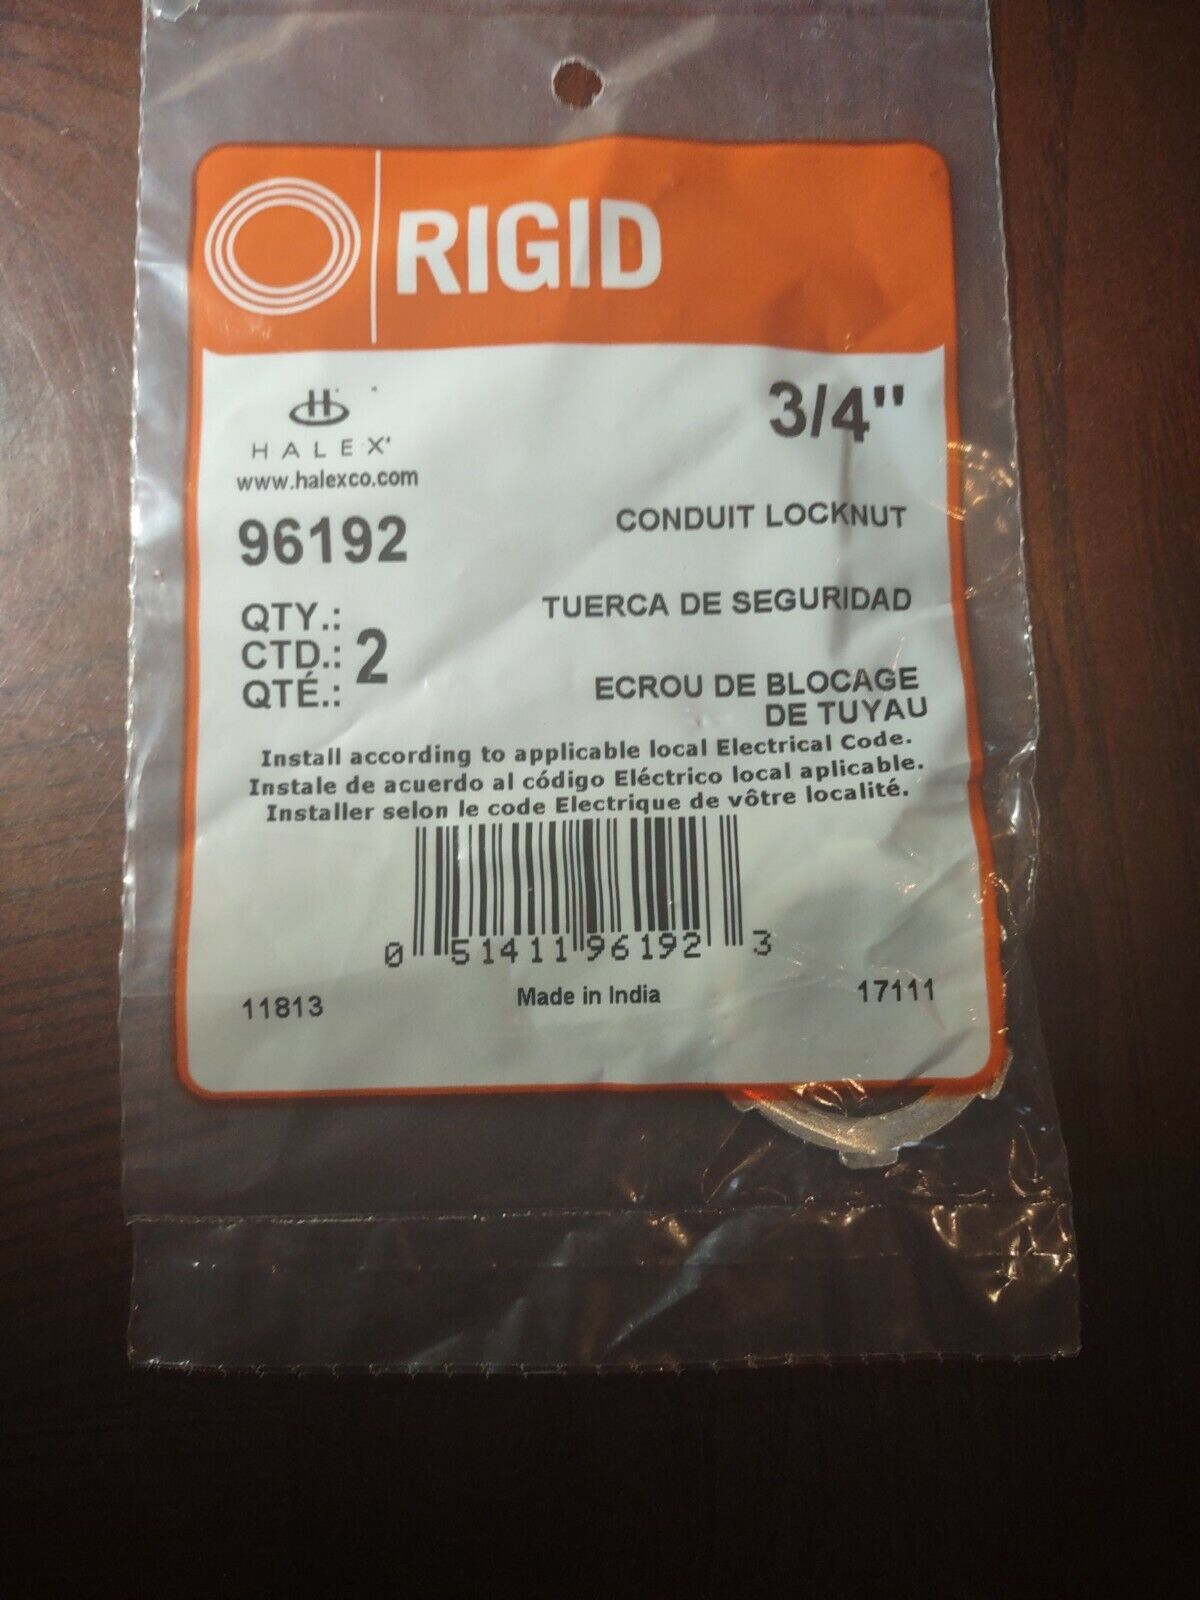 RIGID
H
HALEX
www.halexco.com
3/4"
96192
CONDUIT LOCKNUT
TUERCA DE SEGURIDAD
QTY.:
CTD.: 2
QTÉ.:
ECROU DE BLOCAGE
DE TUYAU
Install according to applicable local Electrical Code.
Instale de acuerdo al código Eléctrico local aplicable.
Installer selon le code Electrique de vôtre localité.
0 51411 96192 3
11813
Made in India
17111